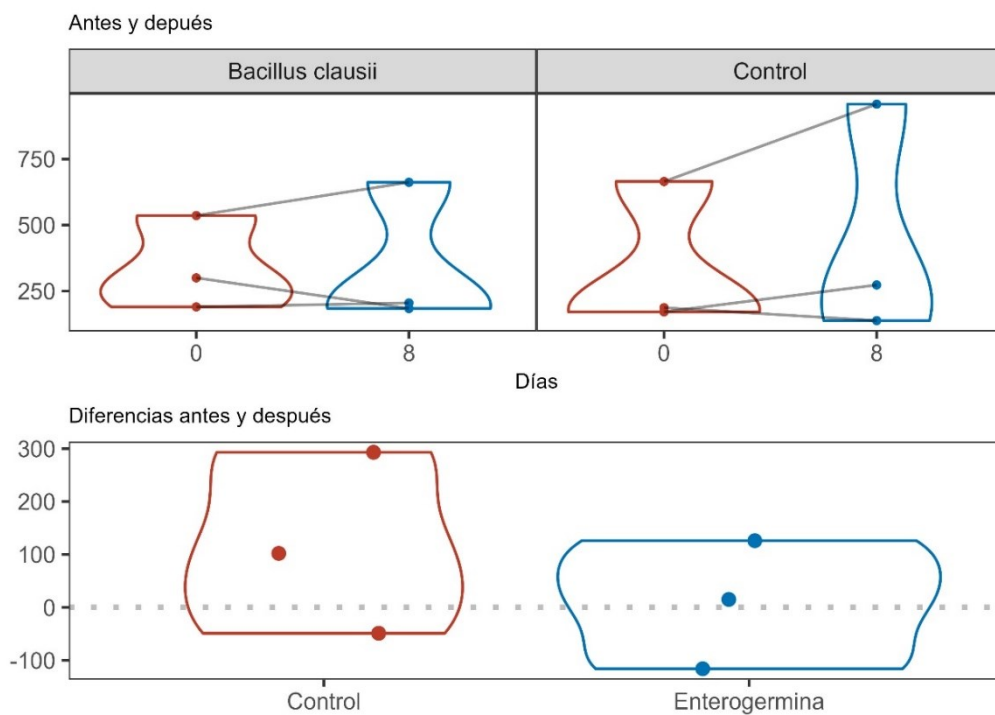 Antes y depués
Bacillus clausii
Control
750
500
250
0
8
0
8
Días
Diferencias antes y después
300
200
100
0
-100
Control
Enterogermina